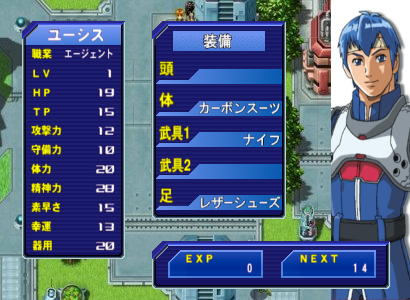 ユーシス
職業 エージェント
LV 1
HP 19
TP 15
攻撃力 12
守備力 10
体力 20
精神力 28
素早さ 15
幸運 13
器用 20
装備
頭
体 カーボンスーツ
武具1 ナイフ
武具2
足 レザーシューズ
EXP 0
NEXT 14